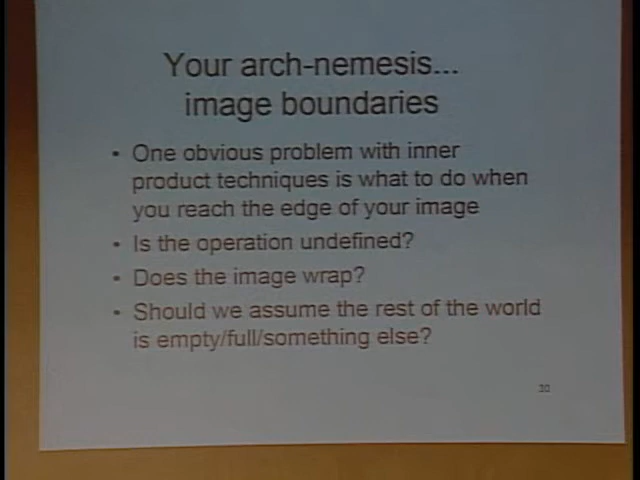 Your arch-nemesis...
image boundaries
• One obvious problem with inner
product techniques is what to do when
you reach the edge of your image
• Is the operation undefined?
• Does the image wrap?
• Should we assume the rest of the world
is empty/full/something else?
20